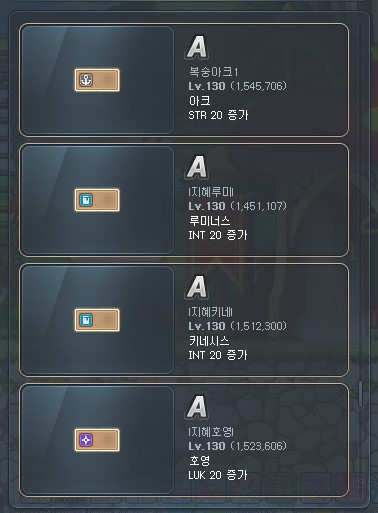 A
복숭아크1
Lv.130 (1,545,706)
아크
STR 20 증가
A
l지혜루미l
Lv.130 (1,451,107)
루미너스
INT 20 증가
A
l지혜키네l
Lv.130 (1,512,300)
키네시스
INT 20 증가
A
l지혜호영l
Lv.130 (1,523,606)
호영
LUK 20 증가